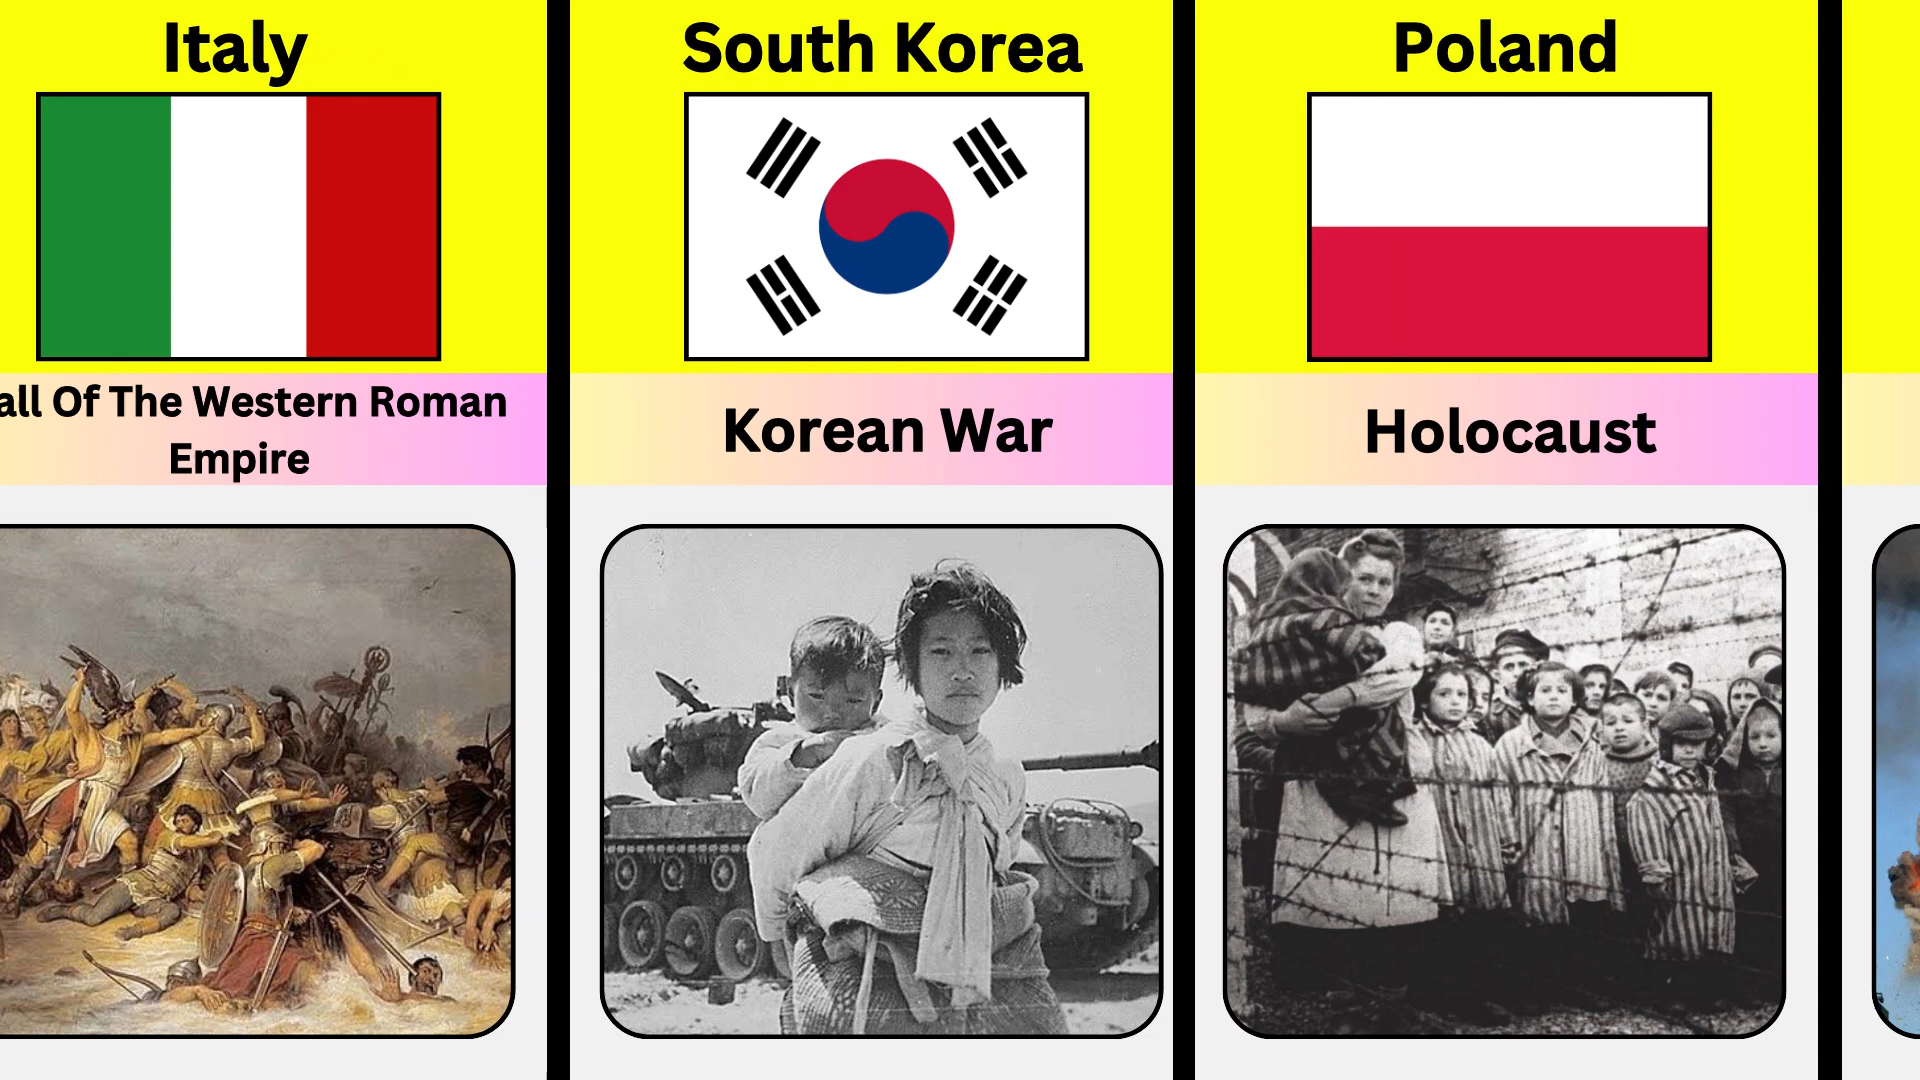 Italy
all Of The Western Roman
Empire
South Korea
Korean War
Poland
Holocaust